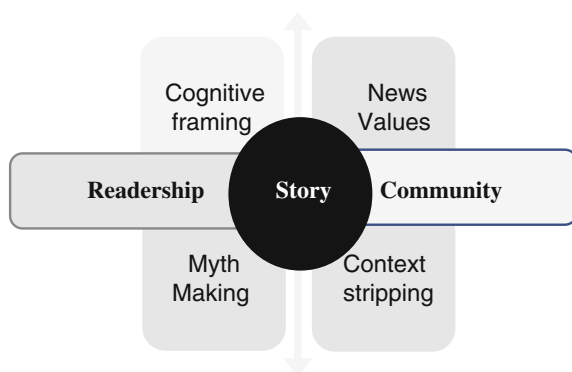 Cognitive
framing
News
Values
Readership
Story
Community
Myth
Making
Context
stripping